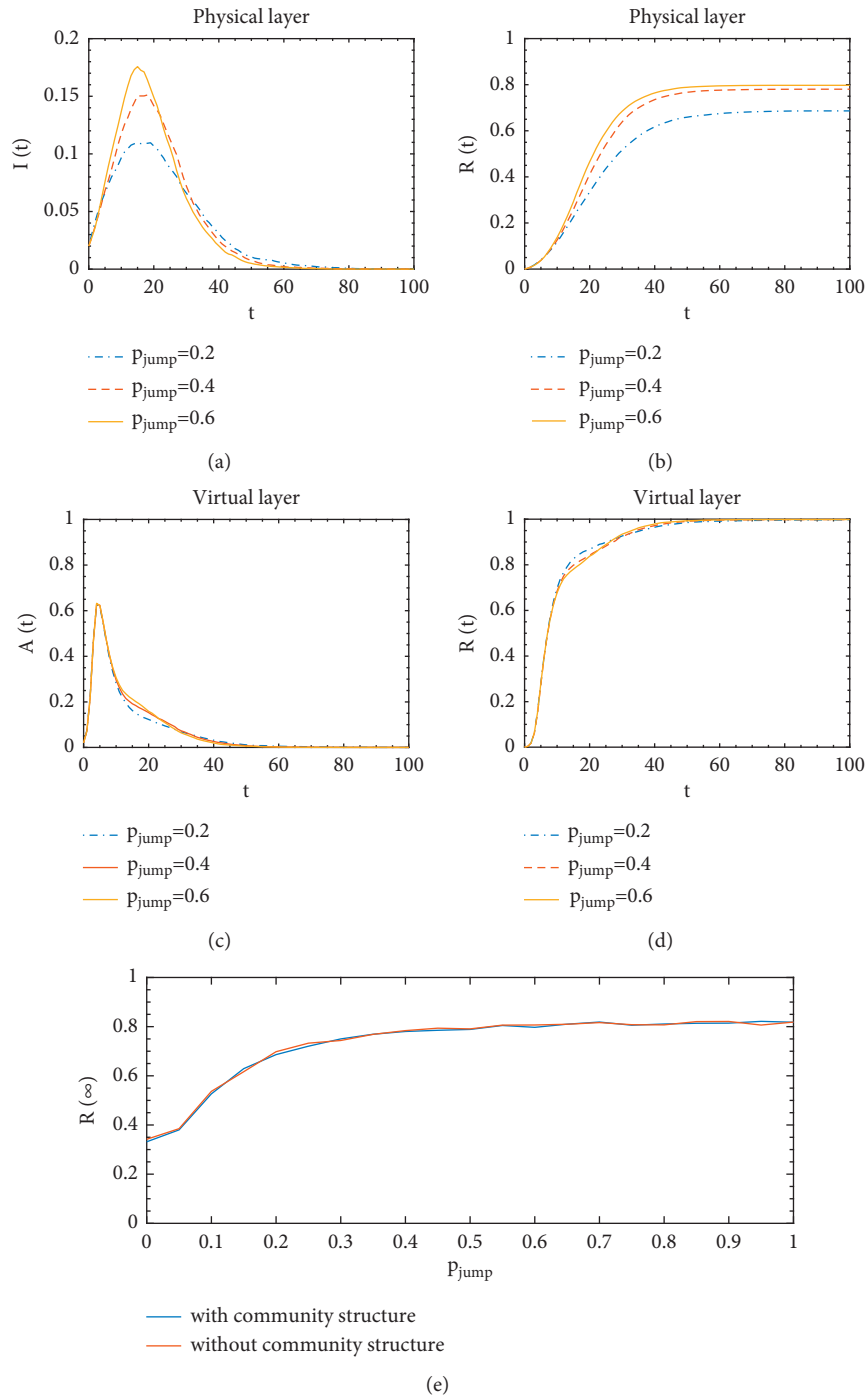 Physical layer
0.2
0.15
0.1
0.05
0
I (t)
0 20 40 60 80 100
t
p_jump=0.2
p_jump=0.4
p_jump=0.6
(a)
Physical layer
1
0.8
0.6
0.4
0.2
0
R (t)
0 20 40 60 80 100
t
p_jump=0.2
p_jump=0.4
p_jump=0.6
(b)
Virtual layer
1
0.8
0.6
0.4
0.2
0
A (t)
0 20 40 60 80 100
t
p_jump=0.2
p_jump=0.4
p_jump=0.6
(c)
Virtual layer
1
0.8
0.6
0.4
0.2
0
R (t)
0 20 40 60 80 100
t
p_jump=0.2
p_jump=0.4
p_jump=0.6
(d)
1
0.8
0.6
0.4
0.2
0
R (∞)
0 0.1 0.2 0.3 0.4 0.5 0.6 0.7 0.8 0.9 1
p_jump
with community structure
without community structure
(e)